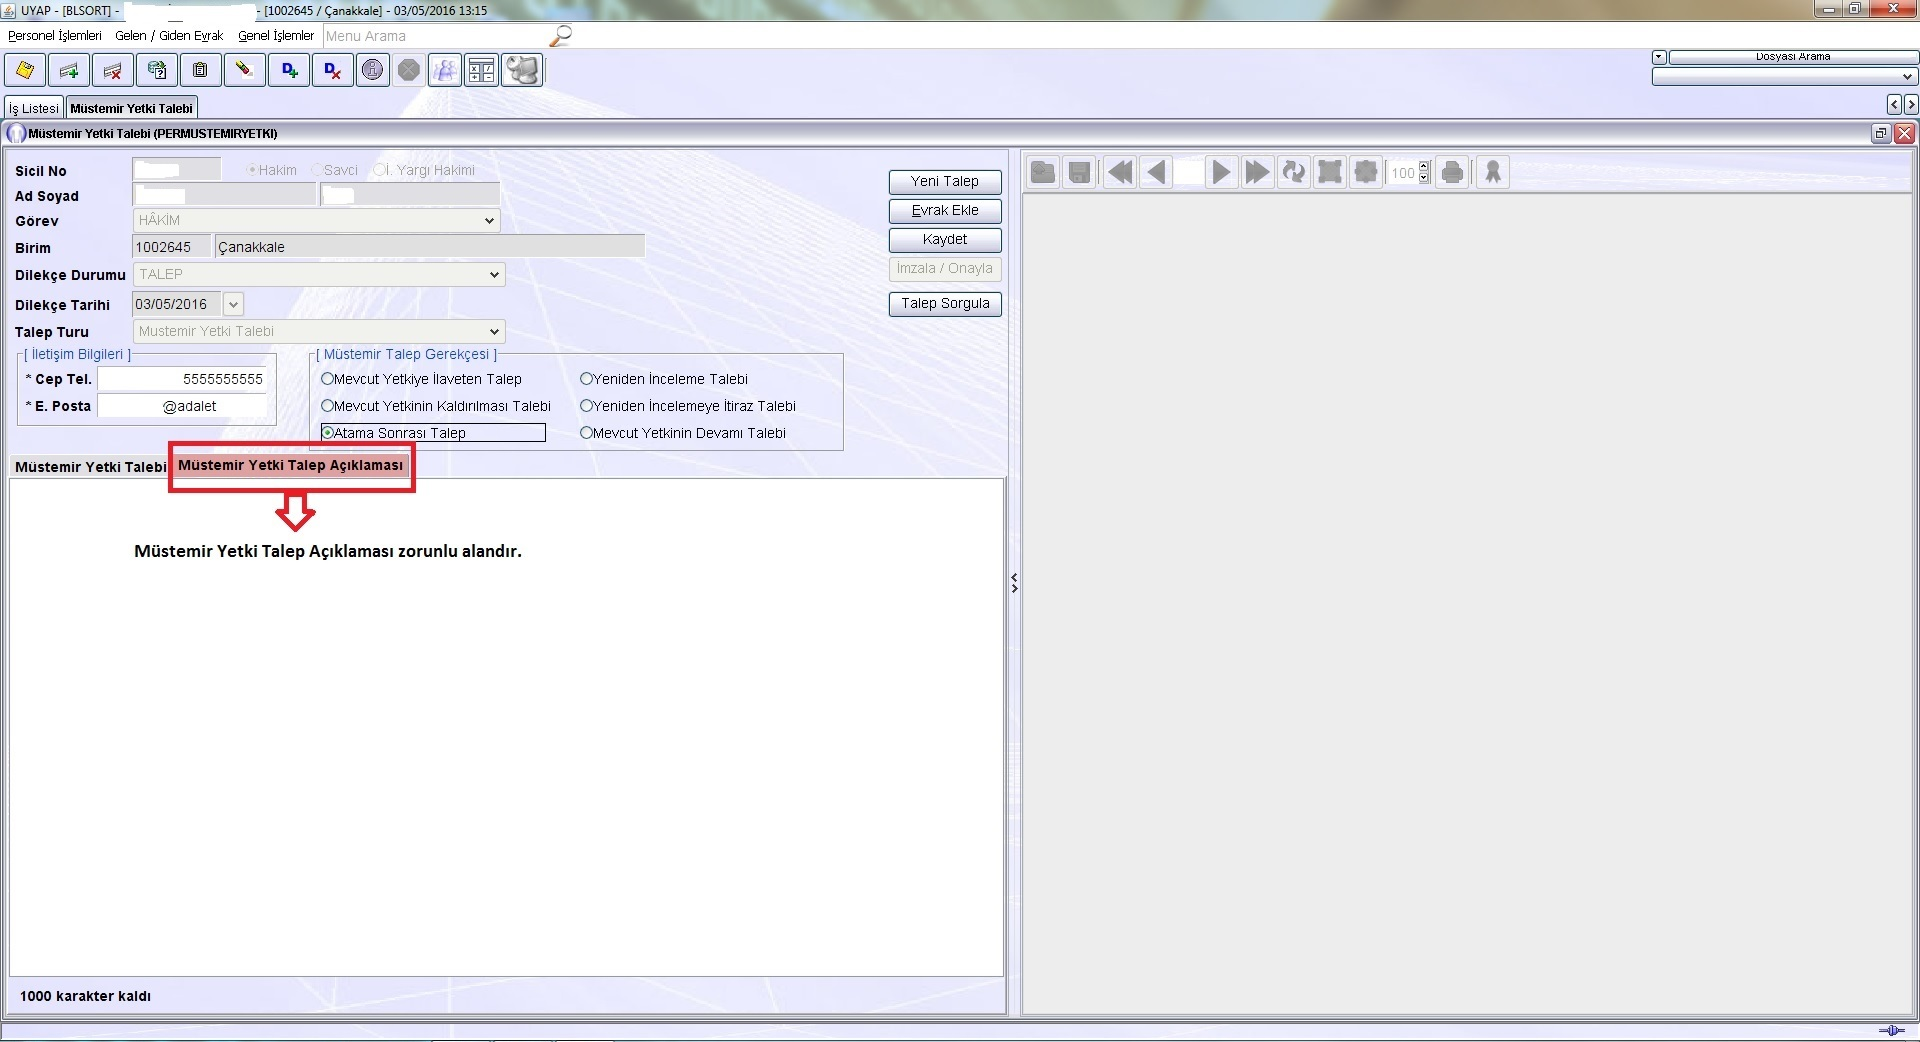 UYAP - [BLSORT] - - [1002645 / Çanakkale] - 03/05/2016 13:15
Personel İşlemleri Gelen / Giden Evrak Genel İşlemler Menu Arama
Dosyası Arama
İş Listesi Müstemir Yetki Talebi
Müstemir Yetki Talebi (PERMUSTEMIRYETKI)
Sicil No Hakim Savci İ. Yargı Hakimi
Yeni Talep
100
Ad Soyad
Evrak Ekle
Görev HÂKİM
Kaydet
Birim 1002645 Çanakkale
İmzala / Onayla
Dilekçe Durumu TALEP
Dilekçe Tarihi 03/05/2016
Talep Sorgula
Talep Turu Mustemir Yetki Talebi
[ İletişim Bilgileri ] [ Müstemir Talep Gerekçesi ]
* Cep Tel. 5555555555 Mevcut Yetkiye İlaveten Talep Yeniden İnceleme Talebi
* E. Posta @adalet Mevcut Yetkinin Kaldırılması Talebi Yeniden İncelemeye İtiraz Talebi
Atama Sonrası Talep Mevcut Yetkinin Devamı Talebi
Müstemir Yetki Talebi Müstemir Yetki Talep Açıklaması
Müstemir Yetki Talep Açıklaması zorunlu alandır.
1000 karakter kaldı